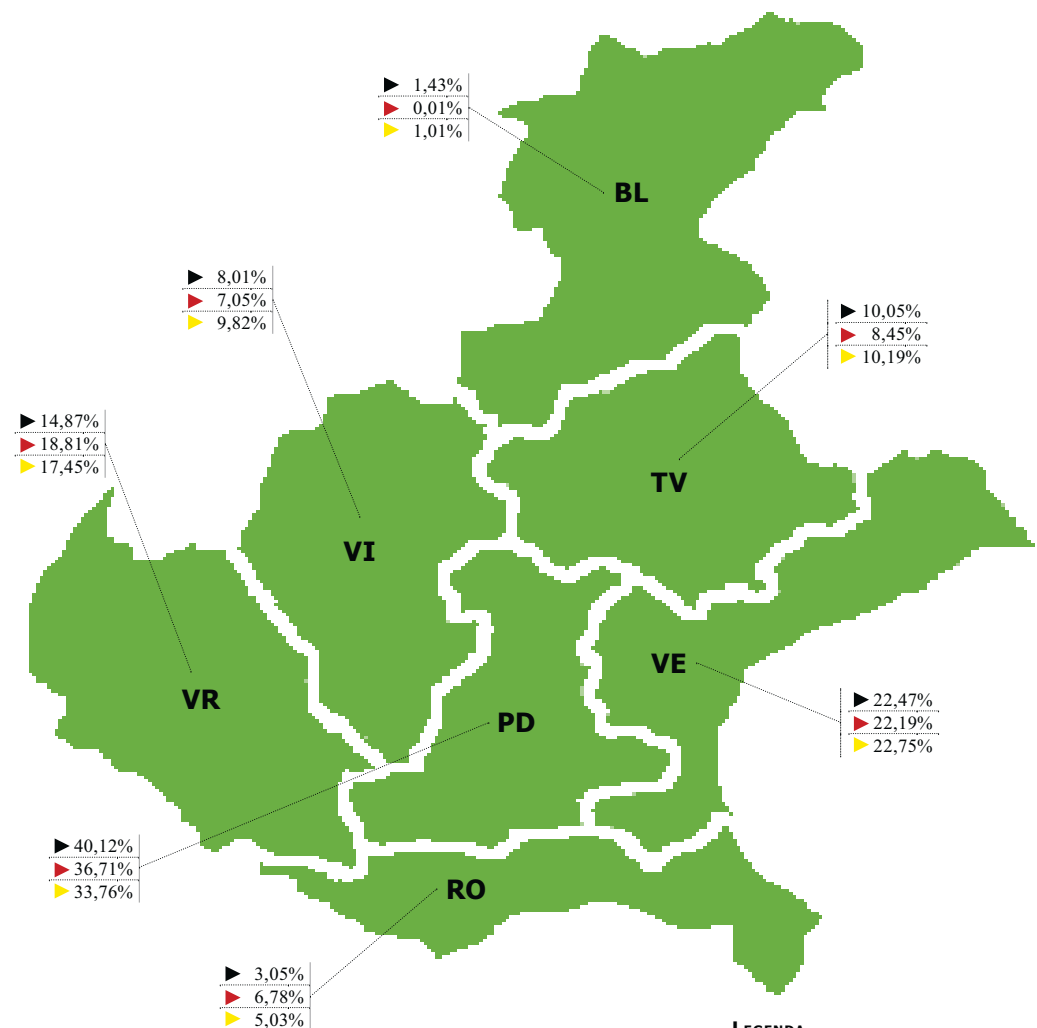 1,43%
0,01%
1,01%
BL
8,01%
7,05%
9,82%
10,05%
8,45%
10,19%
14,87%
18,81%
17,45%
TV
VI
VE
VR
PD
22,47%
22,19%
22,75%
40,12%
36,71%
33,76%
RO
3,05%
6,78%
5,03%
LEGENDA